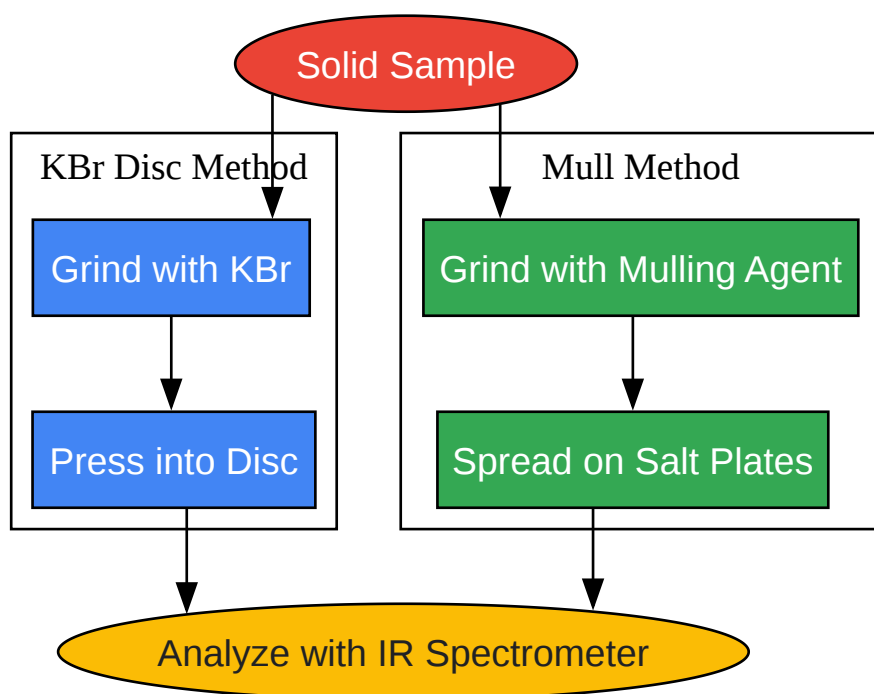 Solid Sample
KBr Disc Method
Mull Method
Grind with KBr
Grind with Mulling Agent
Press into Disc
Spread on Salt Plates
Analyze with IR Spectrometer